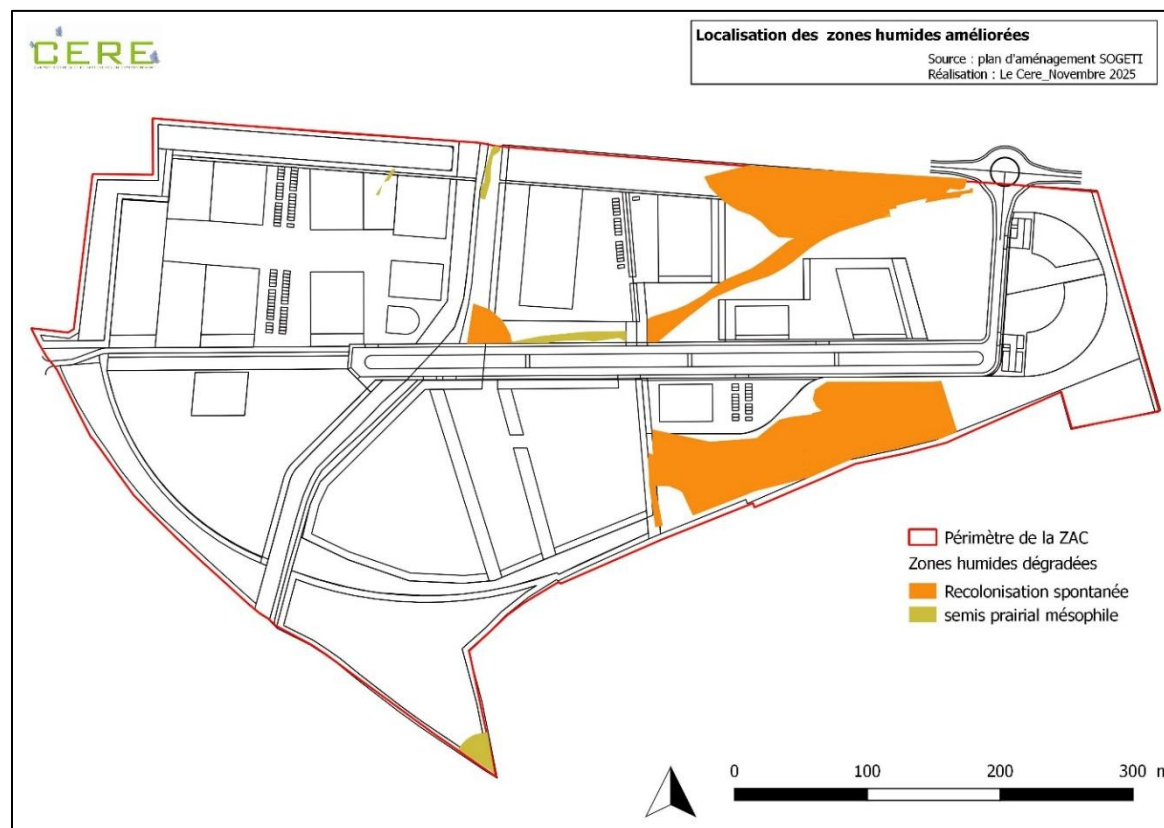 CERE
Localisation des zones humides améliorées
Source : plan d'aménagement SOGETI
Réalisation : Le Cere_Novembre 2025
Périmètre de la ZAC
Zones humides dégradées
Recolonisation spontanée
semis prairial mésophile
0 100 200 300 m